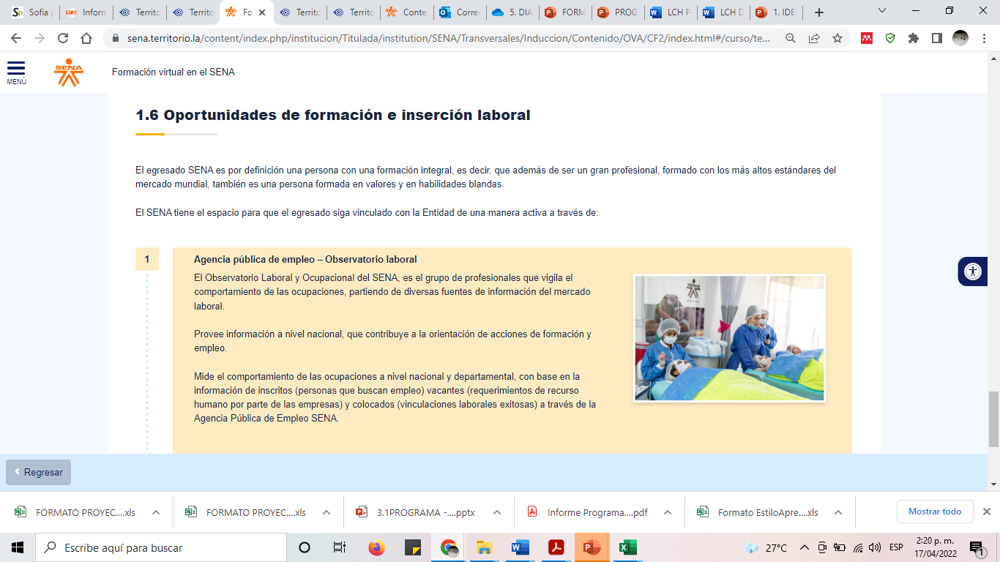 Sofia p
Inform
Territo
Territo
Fo
Territo
Territo
Conte
Corre
5. DIA
FORM
PROG
LCH P
LCH D
1. IDE
sena.territorio.la/content/index.php/institucion/Titulada/institution/SENA/Transversales/Induccion/Contenido/OVA/CF2/index.html#/curso/te...
MENÚ
SENA
Formación virtual en el SENA
1.6 Oportunidades de formación e inserción laboral
El egresado SENA es por definición una persona con una formación integral, es decir, que además de ser un gran profesional, formado con los más altos estándares del
mercado mundial, también es una persona formada en valores y en habilidades blandas.
El SENA tiene el espacio para que el egresado siga vinculado con la Entidad de una manera activa a través de:
1
Agencia pública de empleo – Observatorio laboral
El Observatorio Laboral y Ocupacional del SENA, es el grupo de profesionales que vigila el
comportamiento de las ocupaciones, partiendo de diversas fuentes de información del mercado
laboral.
Provee información a nivel nacional, que contribuye a la orientación de acciones de formación y
empleo.
Mide el comportamiento de las ocupaciones a nivel nacional y departamental, con base en la
información de inscritos (personas que buscan empleo) vacantes (requerimientos de recurso
humano por parte de las empresas) y colocados (vinculaciones laborales exitosas) a través de la
Agencia Pública de Empleo SENA.
SENA
Regresar
FORMATO PROYEC....xls
FORMATO PROYEC....xls
3.1PROGRAMA -....pptx
Informe Programa....pdf
Formato EstiloApre....xls
Mostrar todo
Escribe aquí para buscar
27°C
ESP
2:20 p. m.
17/04/2022
1